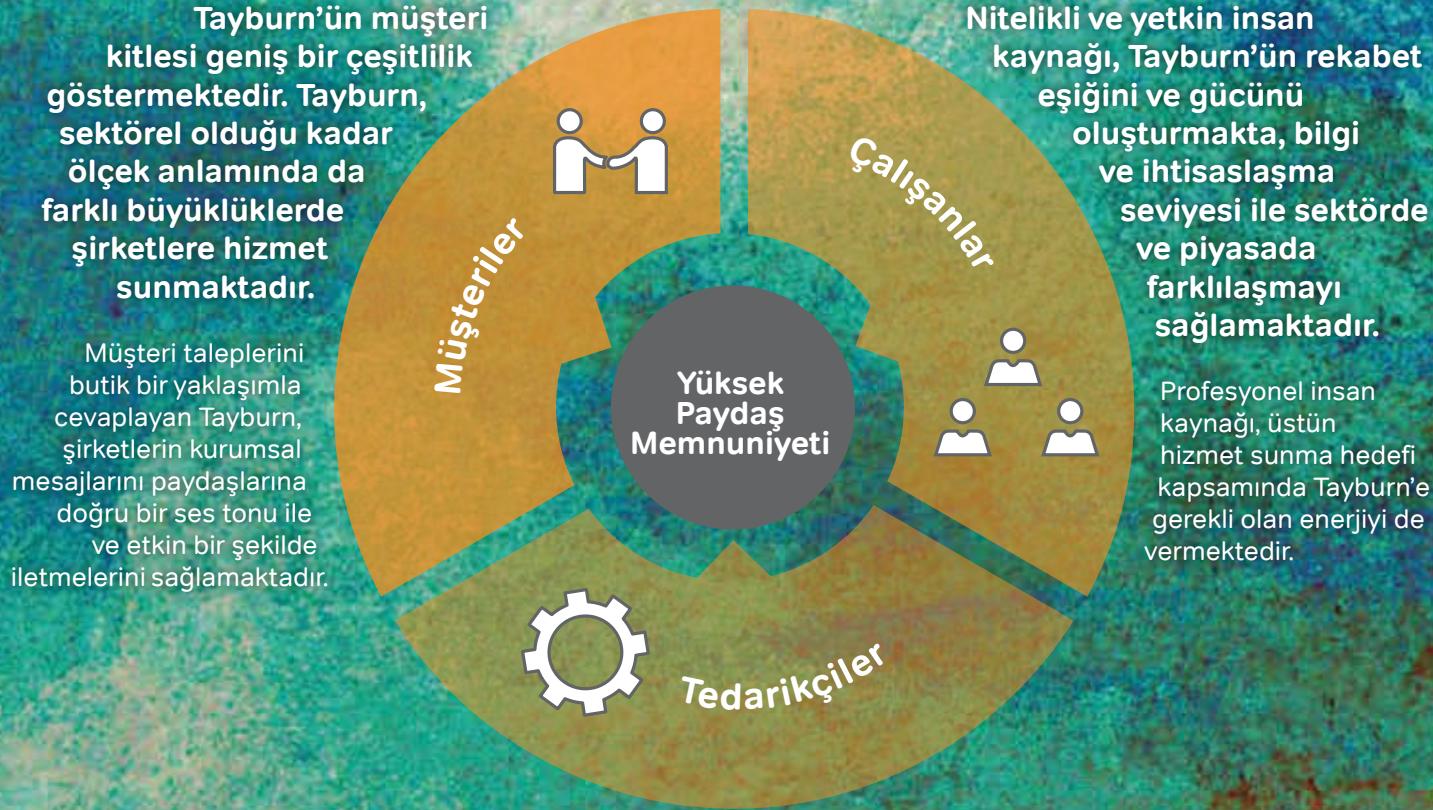 Tayburn’ün müşteri
kitlesi geniş bir çeşitlilik
göstermektedir. Tayburn,
sektörel olduğu kadar
ölçek anlamında da
farklı büyüklüklerde
şirketlere hizmet
sunmaktadır.
Müşteri taleplerini
butik bir yaklaşımla
cevaplayan Tayburn,
şirketlerin kurumsal
mesajlarını paydaşlarına
doğru bir ses tonu ile
ve etkin bir şekilde
iletmelerini sağlamaktadır.
Müşteriler
Çalışanlar
Yüksek
Paydaş
Memnuniyeti
Tedarikçiler
Nitelikli ve yetkin insan
kaynağı, Tayburn’ün rekabet
eşiğini ve gücünü
oluşturmakta, bilgi
ve ihtisaslaşma
seviyesi ile sektörde
ve piyasada
farklılaşmayı
sağlamaktadır.
Profesyonel insan
kaynağı, üstün
hizmet sunma hedefi
kapsamında Tayburn’e
gerekli olan enerjiyi de
vermektedir.